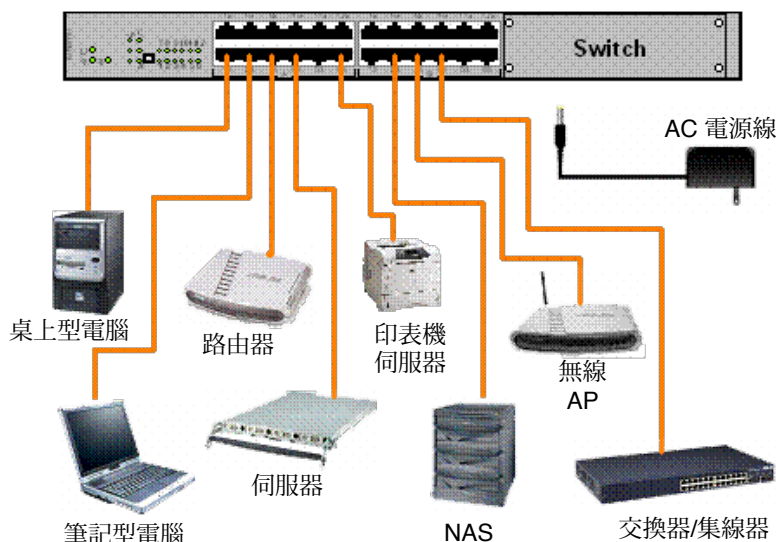 Switch
AC 電源線
桌上型電腦
路由器
印表機
伺服器
無線
AP
伺服器
筆記型電腦
NAS
交換器/集線器